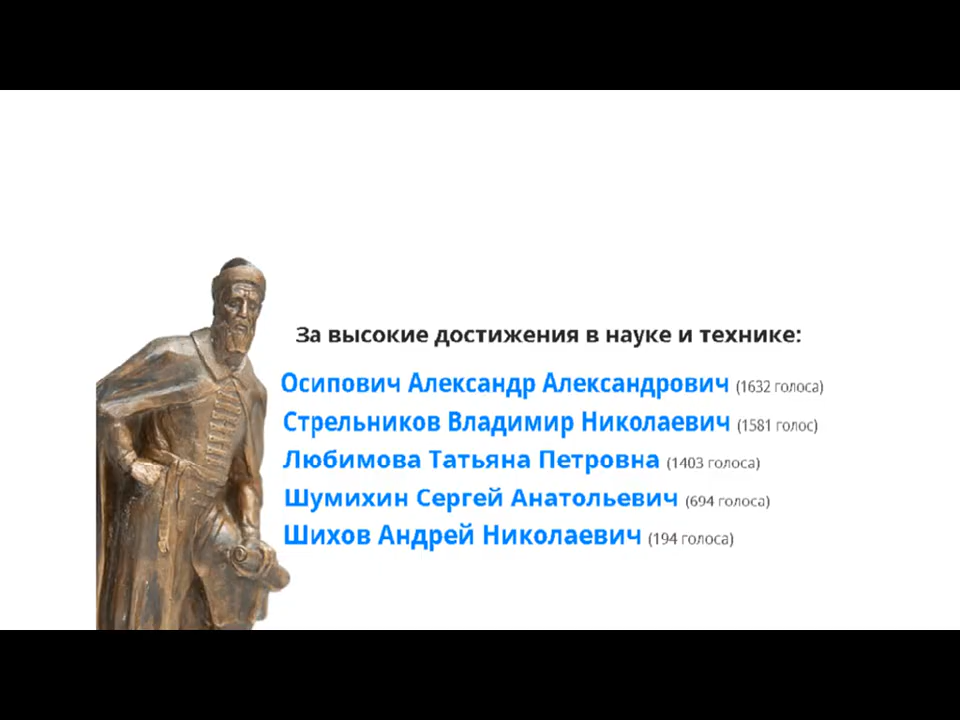 За высокие достижения в науке и технике:
Осипович Александр Александрович (1632 голоса)
Стрельников Владимир Николаевич (1581 голос)
Любимова Татьяна Петровна (1403 голоса)
Шумихин Сергей Анатольевич (694 голоса)
Шихов Андрей Николаевич (194 голоса)